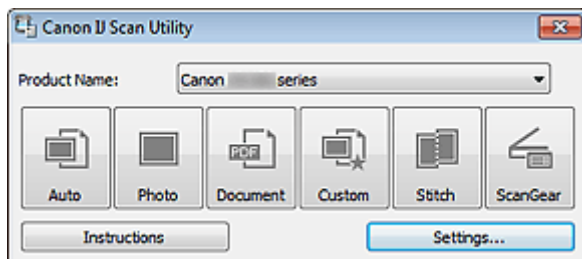 Canon IJ Scan Utility
Product Name: Canon series
PDF
Auto Photo Document Custom Stitch ScanGear
Instructions Settings...